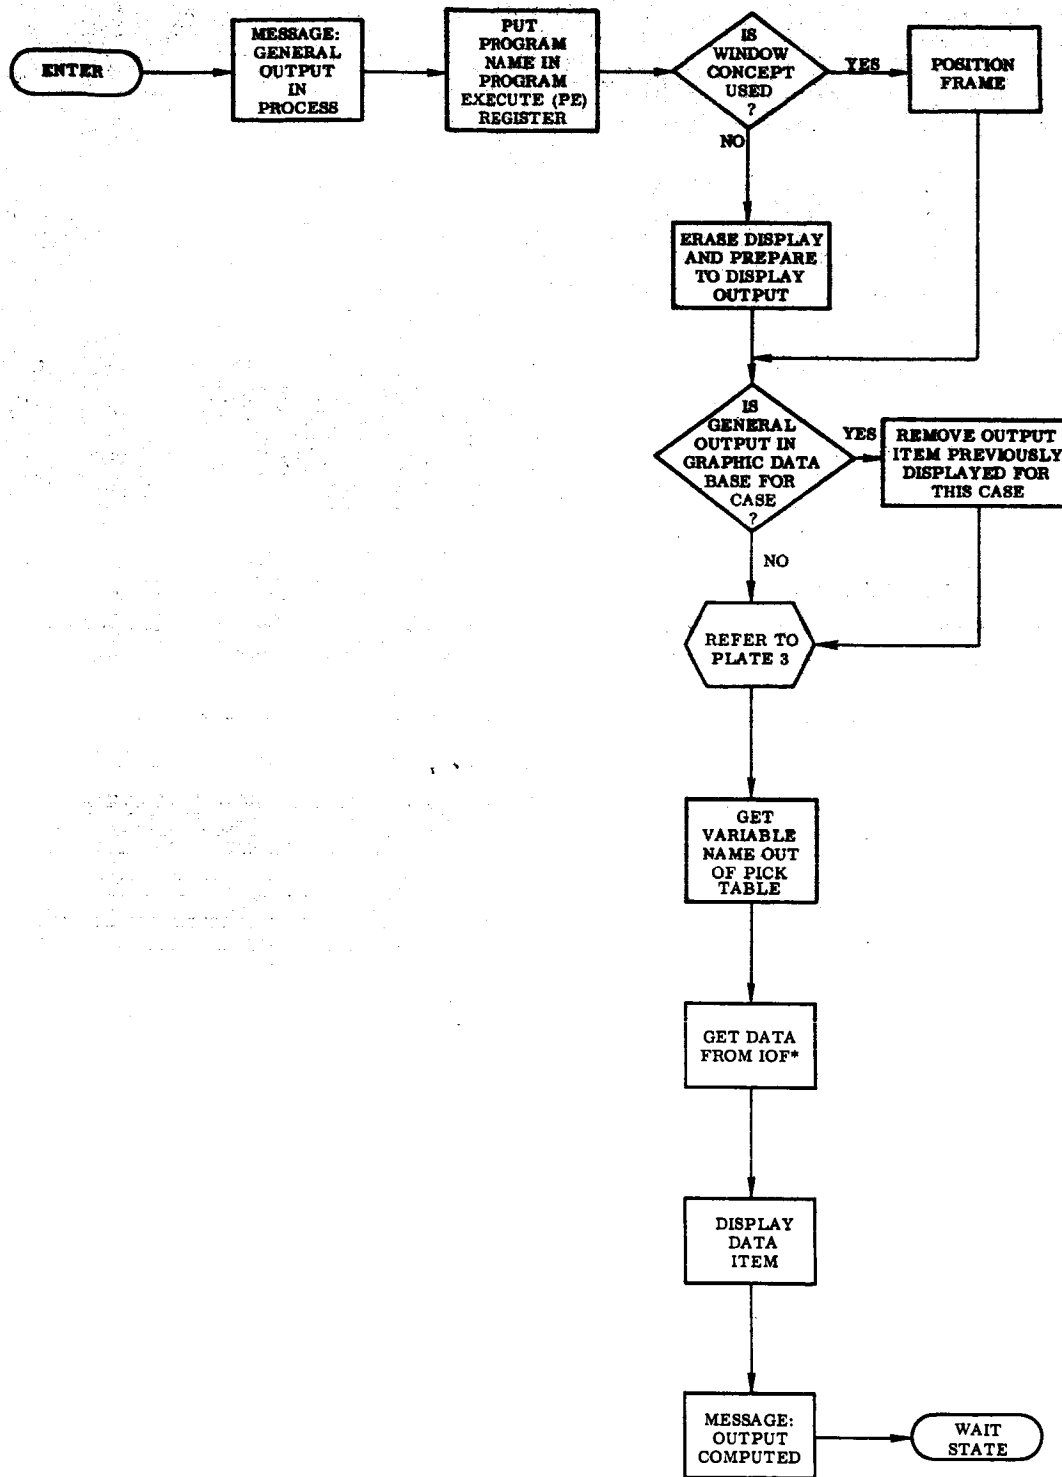 ENTER
MESSAGE:
GENERAL
OUTPUT
IN
PROCESS
PUT
PROGRAM
NAME IN
PROGRAM
EXECUTE (PE)
REGISTER
IS
WINDOW
CONCEPT
USED
?
YES
POSITION
FRAME
NO
ERASE DISPLAY
AND PREPARE
TO DISPLAY
OUTPUT
IS
GENERAL
OUTPUT IN
GRAPHIC DATA
BASE FOR
CASE
?
YES
REMOVE OUTPUT
ITEM PREVIOUSLY
DISPLAYED FOR
THIS CASE
NO
REFER TO
PLATE 3
GET
VARIABLE
NAME OUT
OF PICK
TABLE
GET DATA
FROM IOF*
DISPLAY
DATA
ITEM
MESSAGE:
OUTPUT
COMPUTED
WAIT
STATE